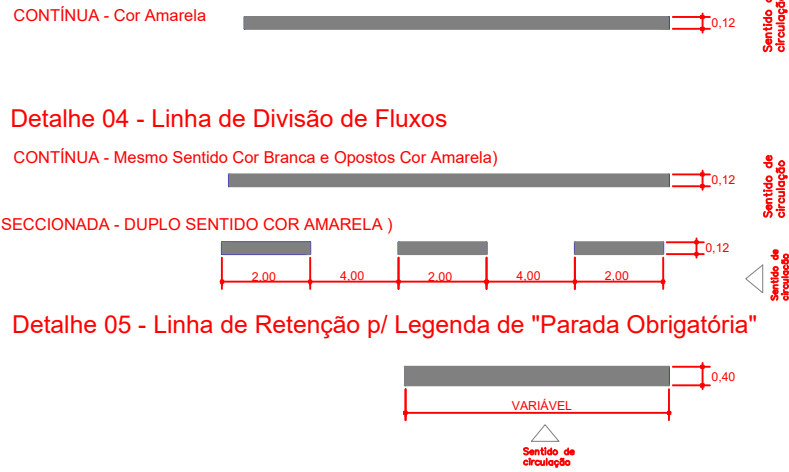 CONTÍNUA - Cor Amarela
0,12
Sentido
circulação
Detalhe 04 - Linha de Divisão de Fluxos
CONTÍNUA - Mesmo Sentido Cor Branca e Opostos Cor Amarela)
0,12
Sentido de
circulação
SECCIONADA - DUPLO SENTIDO COR AMARELA )
0,12
2,00
4,00
2,00
4,00
2,00
Sentido de
circulação
Detalhe 05 - Linha de Retenção p/ Legenda de "Parada Obrigatória"
0,40
VARIÁVEL
Sentido de
circulação